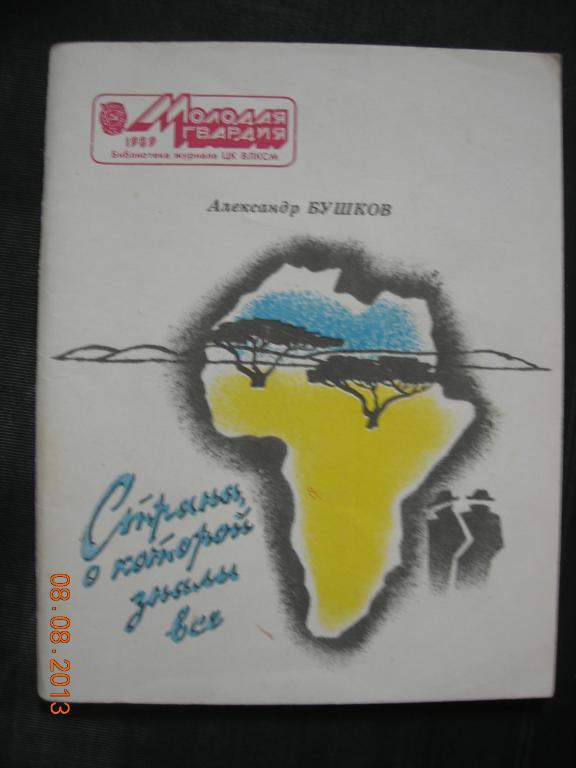 Молодая
гвардия
1989
Библиотека журнала ЦК ВЛКСМ
Александр БУШКОВ
Страна,
о которой
знали
все
08.08.2013